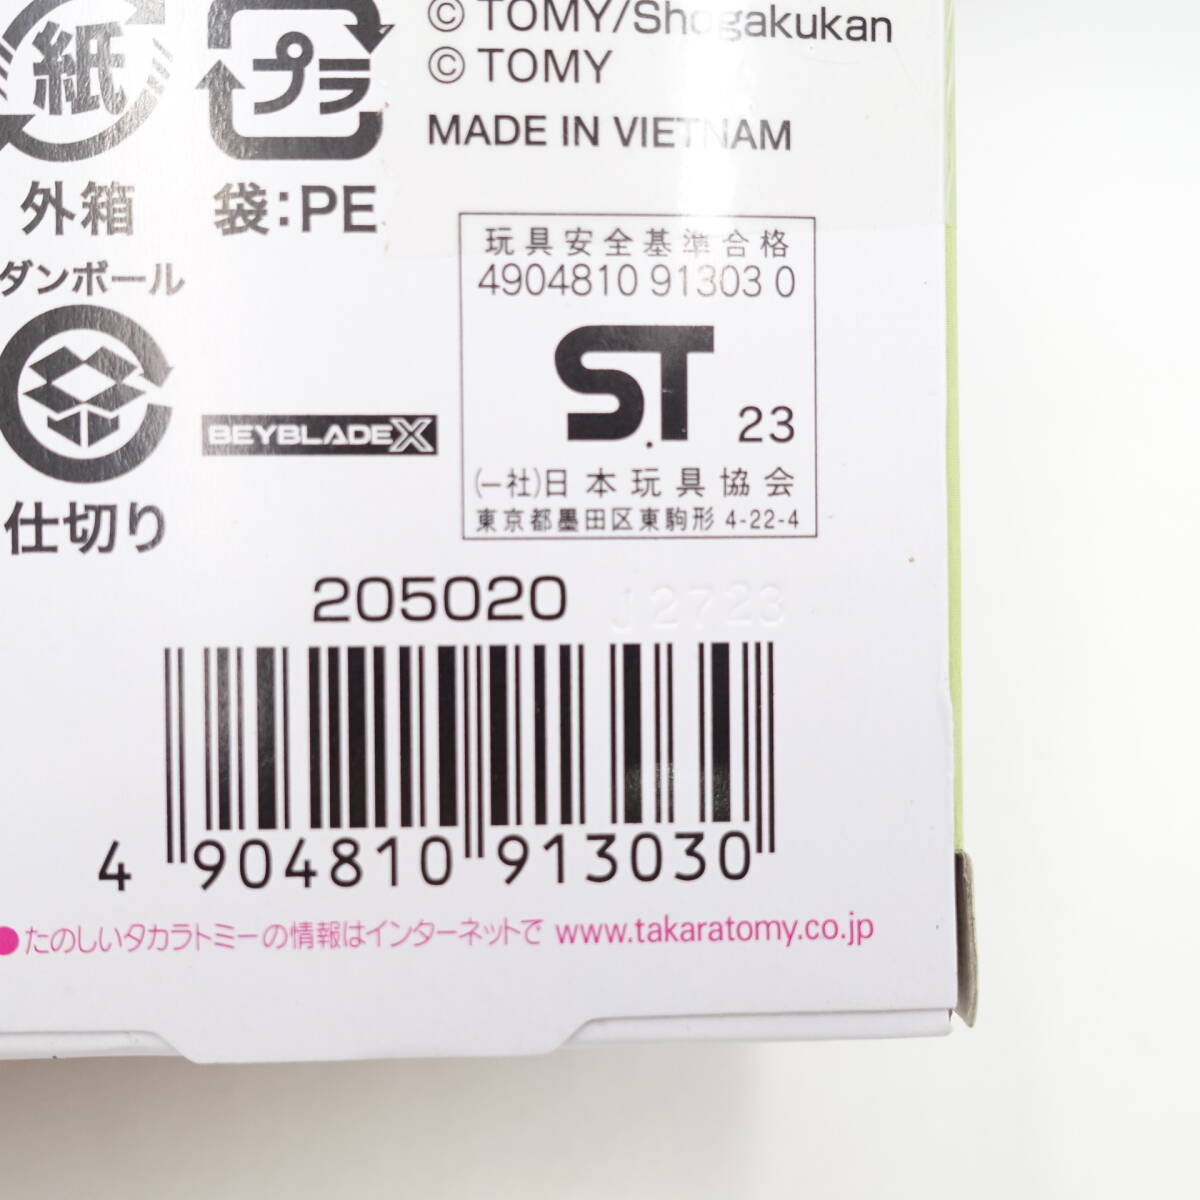 © TOMY/Shogakukan
© TOMY
MADE IN VIETNAM
紙
プラ
外箱
袋:PE
ダンボール
仕切り
BEYBLADE X
玩具安全基準合格
4904810 91303 0
ST
23
(一社)日本玩具協会
東京都墨田区東駒形 4-22-4
205020
J2723
4 904810 913030
●たのしいタカラトミーの情報はインターネットで www.takaratomy.co.jp